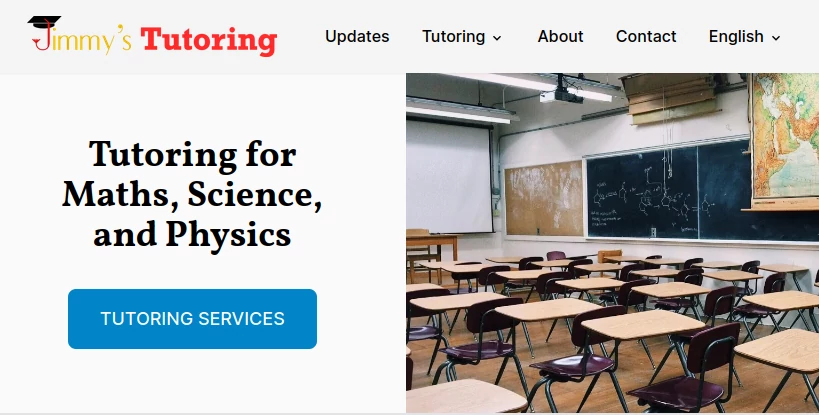 Jimmy's Tutoring
Updates
Tutoring
About
Contact
English
Tutoring for
Maths, Science,
and Physics
TUTORING SERVICES